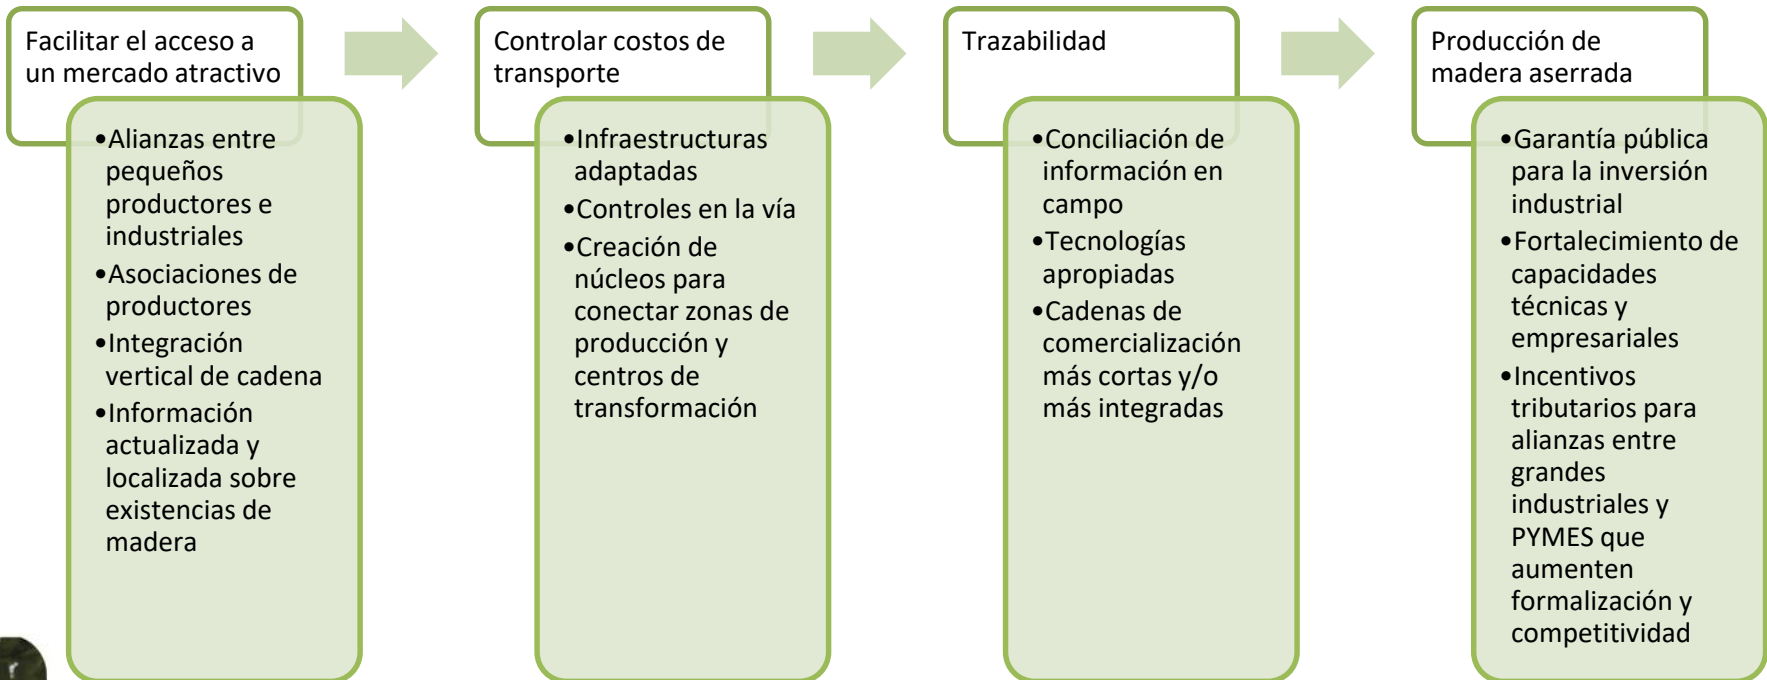 Facilitar el acceso a
un mercado atractivo
•Alianzas entre
pequeños
productores e
industriales
•Asociaciones de
productores
•Integración
vertical de cadena
•Información
actualizada y
localizada sobre
existencias de
madera
Controlar costos de
transporte
•Infraestructuras
adaptadas
•Controles en la vía
•Creación de
núcleos para
conectar zonas de
producción y
centros de
transformación
Trazabilidad
•Conciliación de
información en
campo
•Tecnologías
apropiadas
•Cadenas de
comercialización
más cortas y/o
más integradas
Producción de
madera aserrada
•Garantía pública
para la inversión
industrial
•Fortalecimiento de
capacidades
técnicas y
empresariales
•Incentivos
tributarios para
alianzas entre
grandes
industriales y
PYMES que
aumenten
formalización y
competitividad